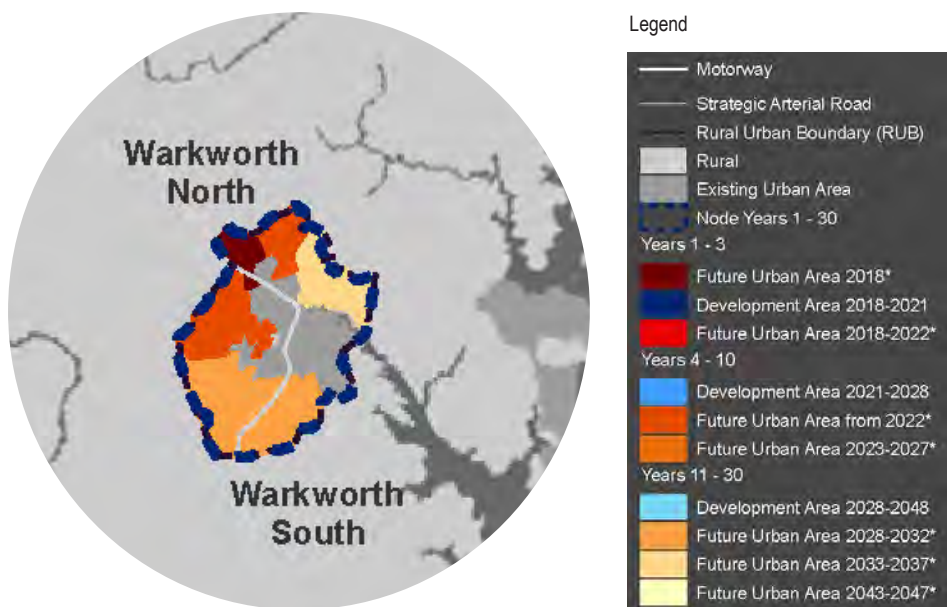 Warkworth
North
Warkworth
South
Legend
Motorway
Strategic Arterial Road
Rural Urban Boundary (RUB)
Rural
Existing Urban Area
Node Years 1 - 30
Years 1 - 3
Future Urban Area 2018*
Development Area 2018-2021
Future Urban Area 2018-2022*
Years 4 - 10
Development Area 2021-2028
Future Urban Area from 2022*
Future Urban Area 2023-2027*
Years 11 - 30
Development Area 2028-2048
Future Urban Area 2028-2032*
Future Urban Area 2033-2037*
Future Urban Area 2043-2047*